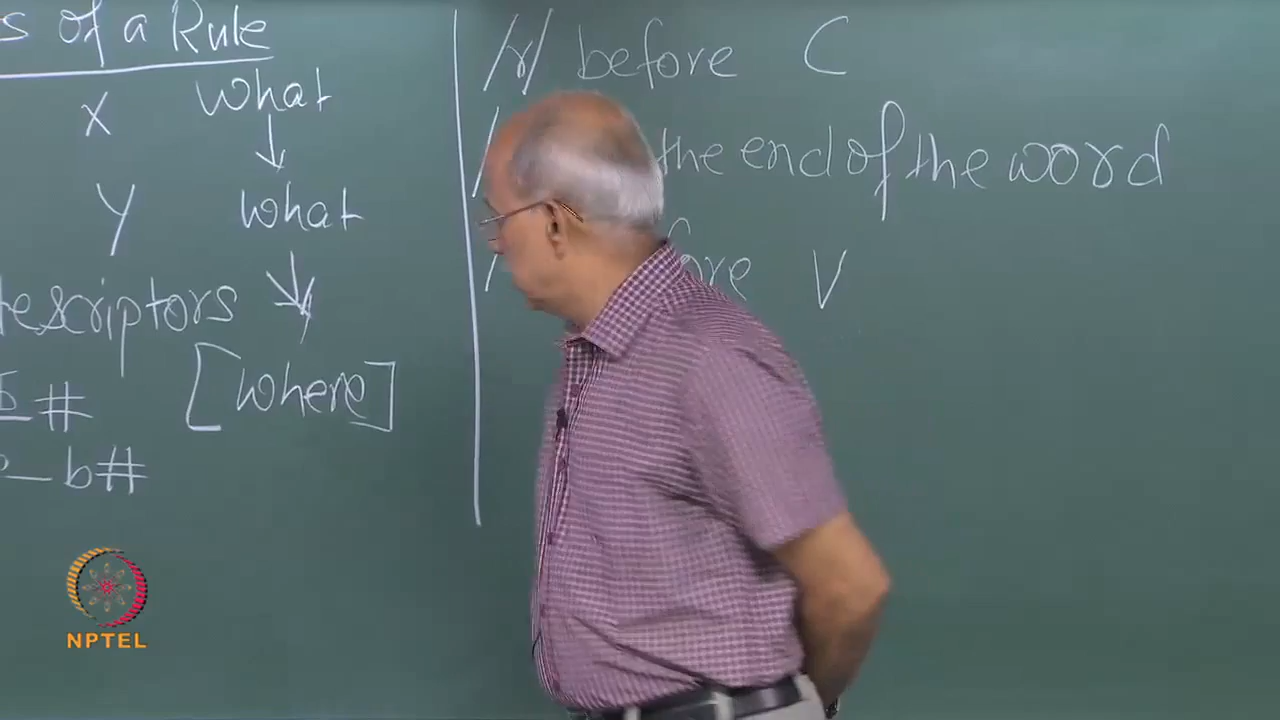 s of a Rule
X What
↓
Y What
↓
escriptors
[where]
b #
_ b #
/r/ before C
/ the end of the word
/ ore V
NPTEL